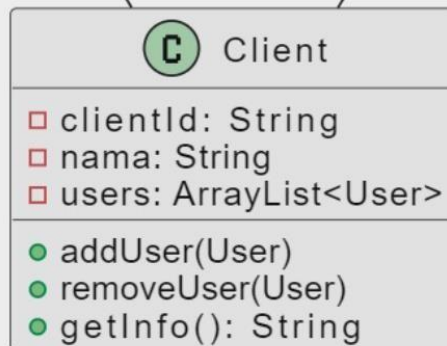 C Client
clientId: String
nama: String
users: ArrayList<User>
addUser(User)
removeUser(User)
getInfo(): String